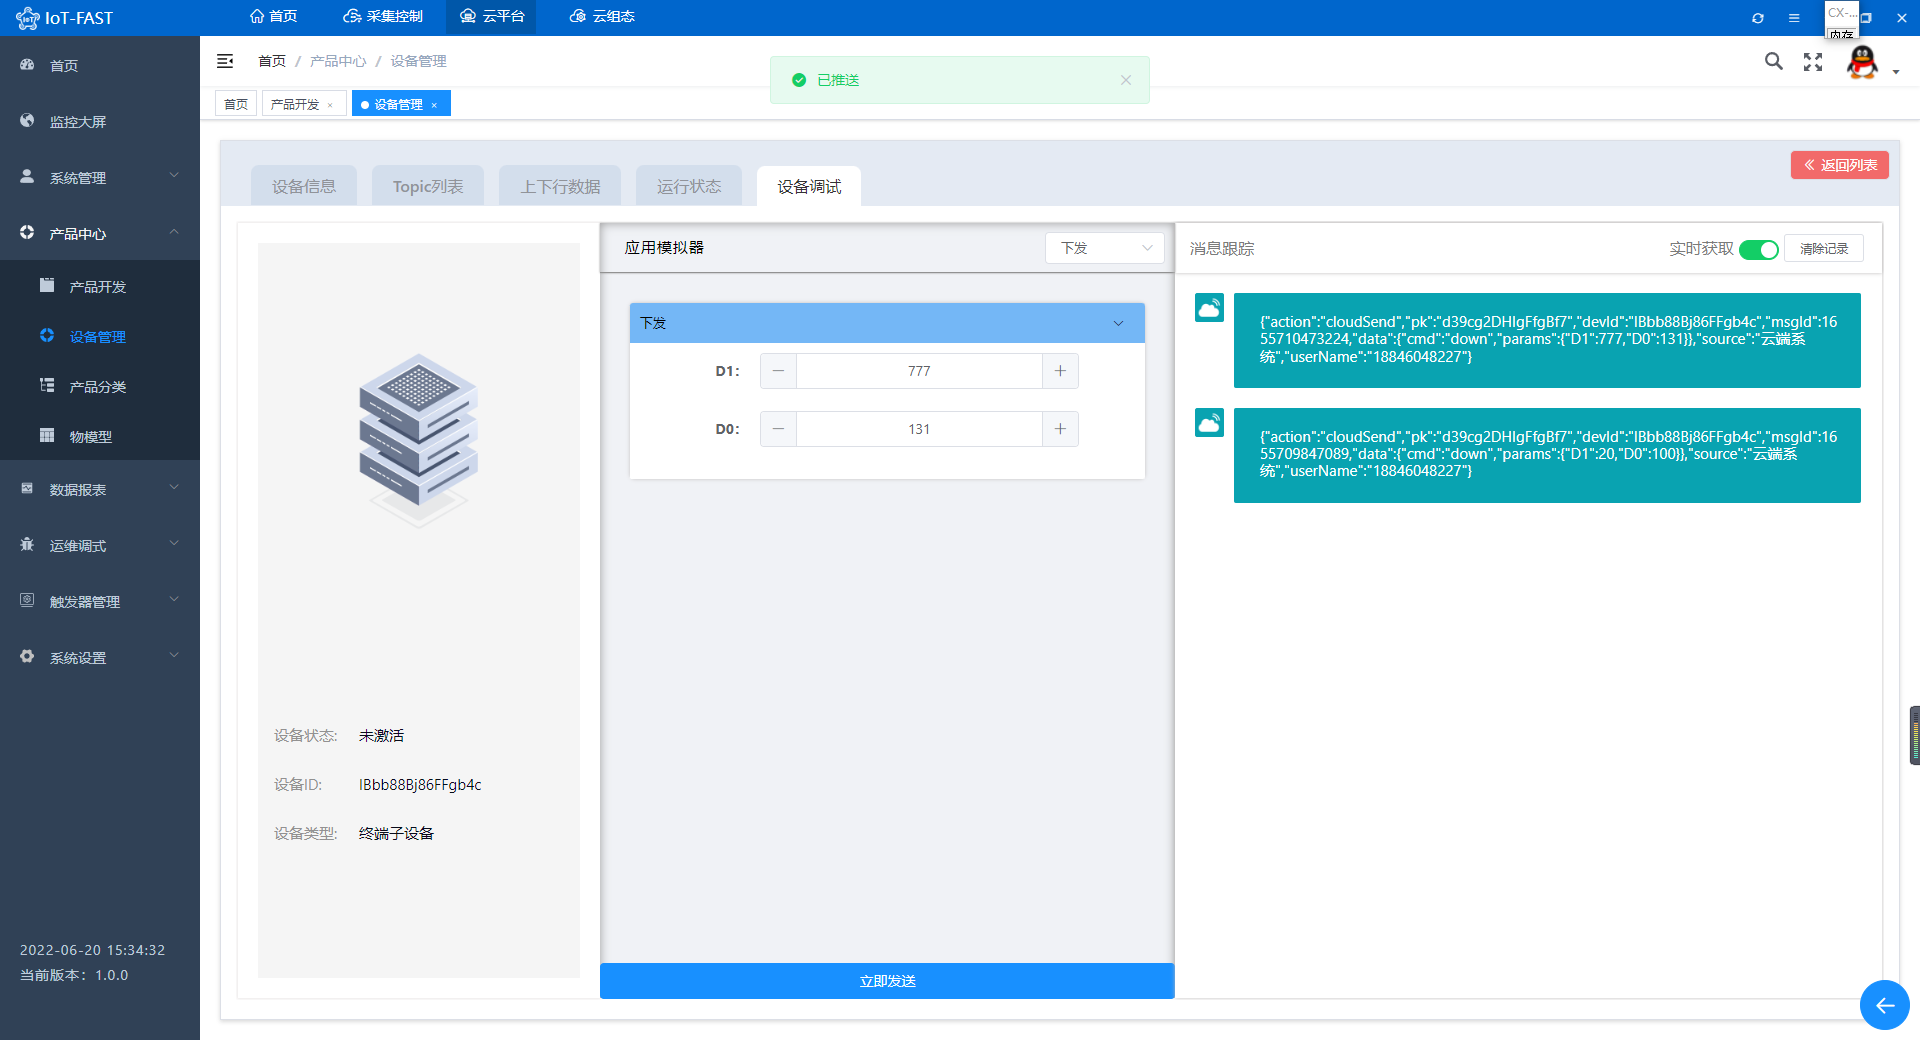 IoT-FAST
首页
采集控制
云平台
云组态
CX-...
内存
首页
监控大屏
系统管理
产品中心
产品开发
设备管理
产品分类
物模型
数据报表
运维调式
触发器管理
系统设置
2022-06-20 15:34:32
当前版本：1.0.0
首页 / 产品中心 / 设备管理
已推送
首页
产品开发
设备管理
返回列表
设备信息
Topic列表
上下行数据
运行状态
设备调试
设备状态: 未激活
设备ID: IBbb88Bj86FFgb4c
设备类型: 终端子设备
应用模拟器
下发
下发
D1: 777
D0: 131
立即发送
消息跟踪
实时获取
清除记录
{"action":"cloudSend","pk":"d39cg2DHIgFfgBf7","devId":"IBbb88Bj86FFgb4c","msgId":16
55710473224,"data":{"cmd":"down","params":{"D1":777,"D0":131}},"source":"云端系
统","userName":"18846048227"}
{"action":"cloudSend","pk":"d39cg2DHIgFfgBf7","devId":"IBbb88Bj86FFgb4c","msgId":16
55709847089,"data":{"cmd":"down","params":{"D1":20,"D0":100}},"source":"云端系
统","userName":"18846048227"}